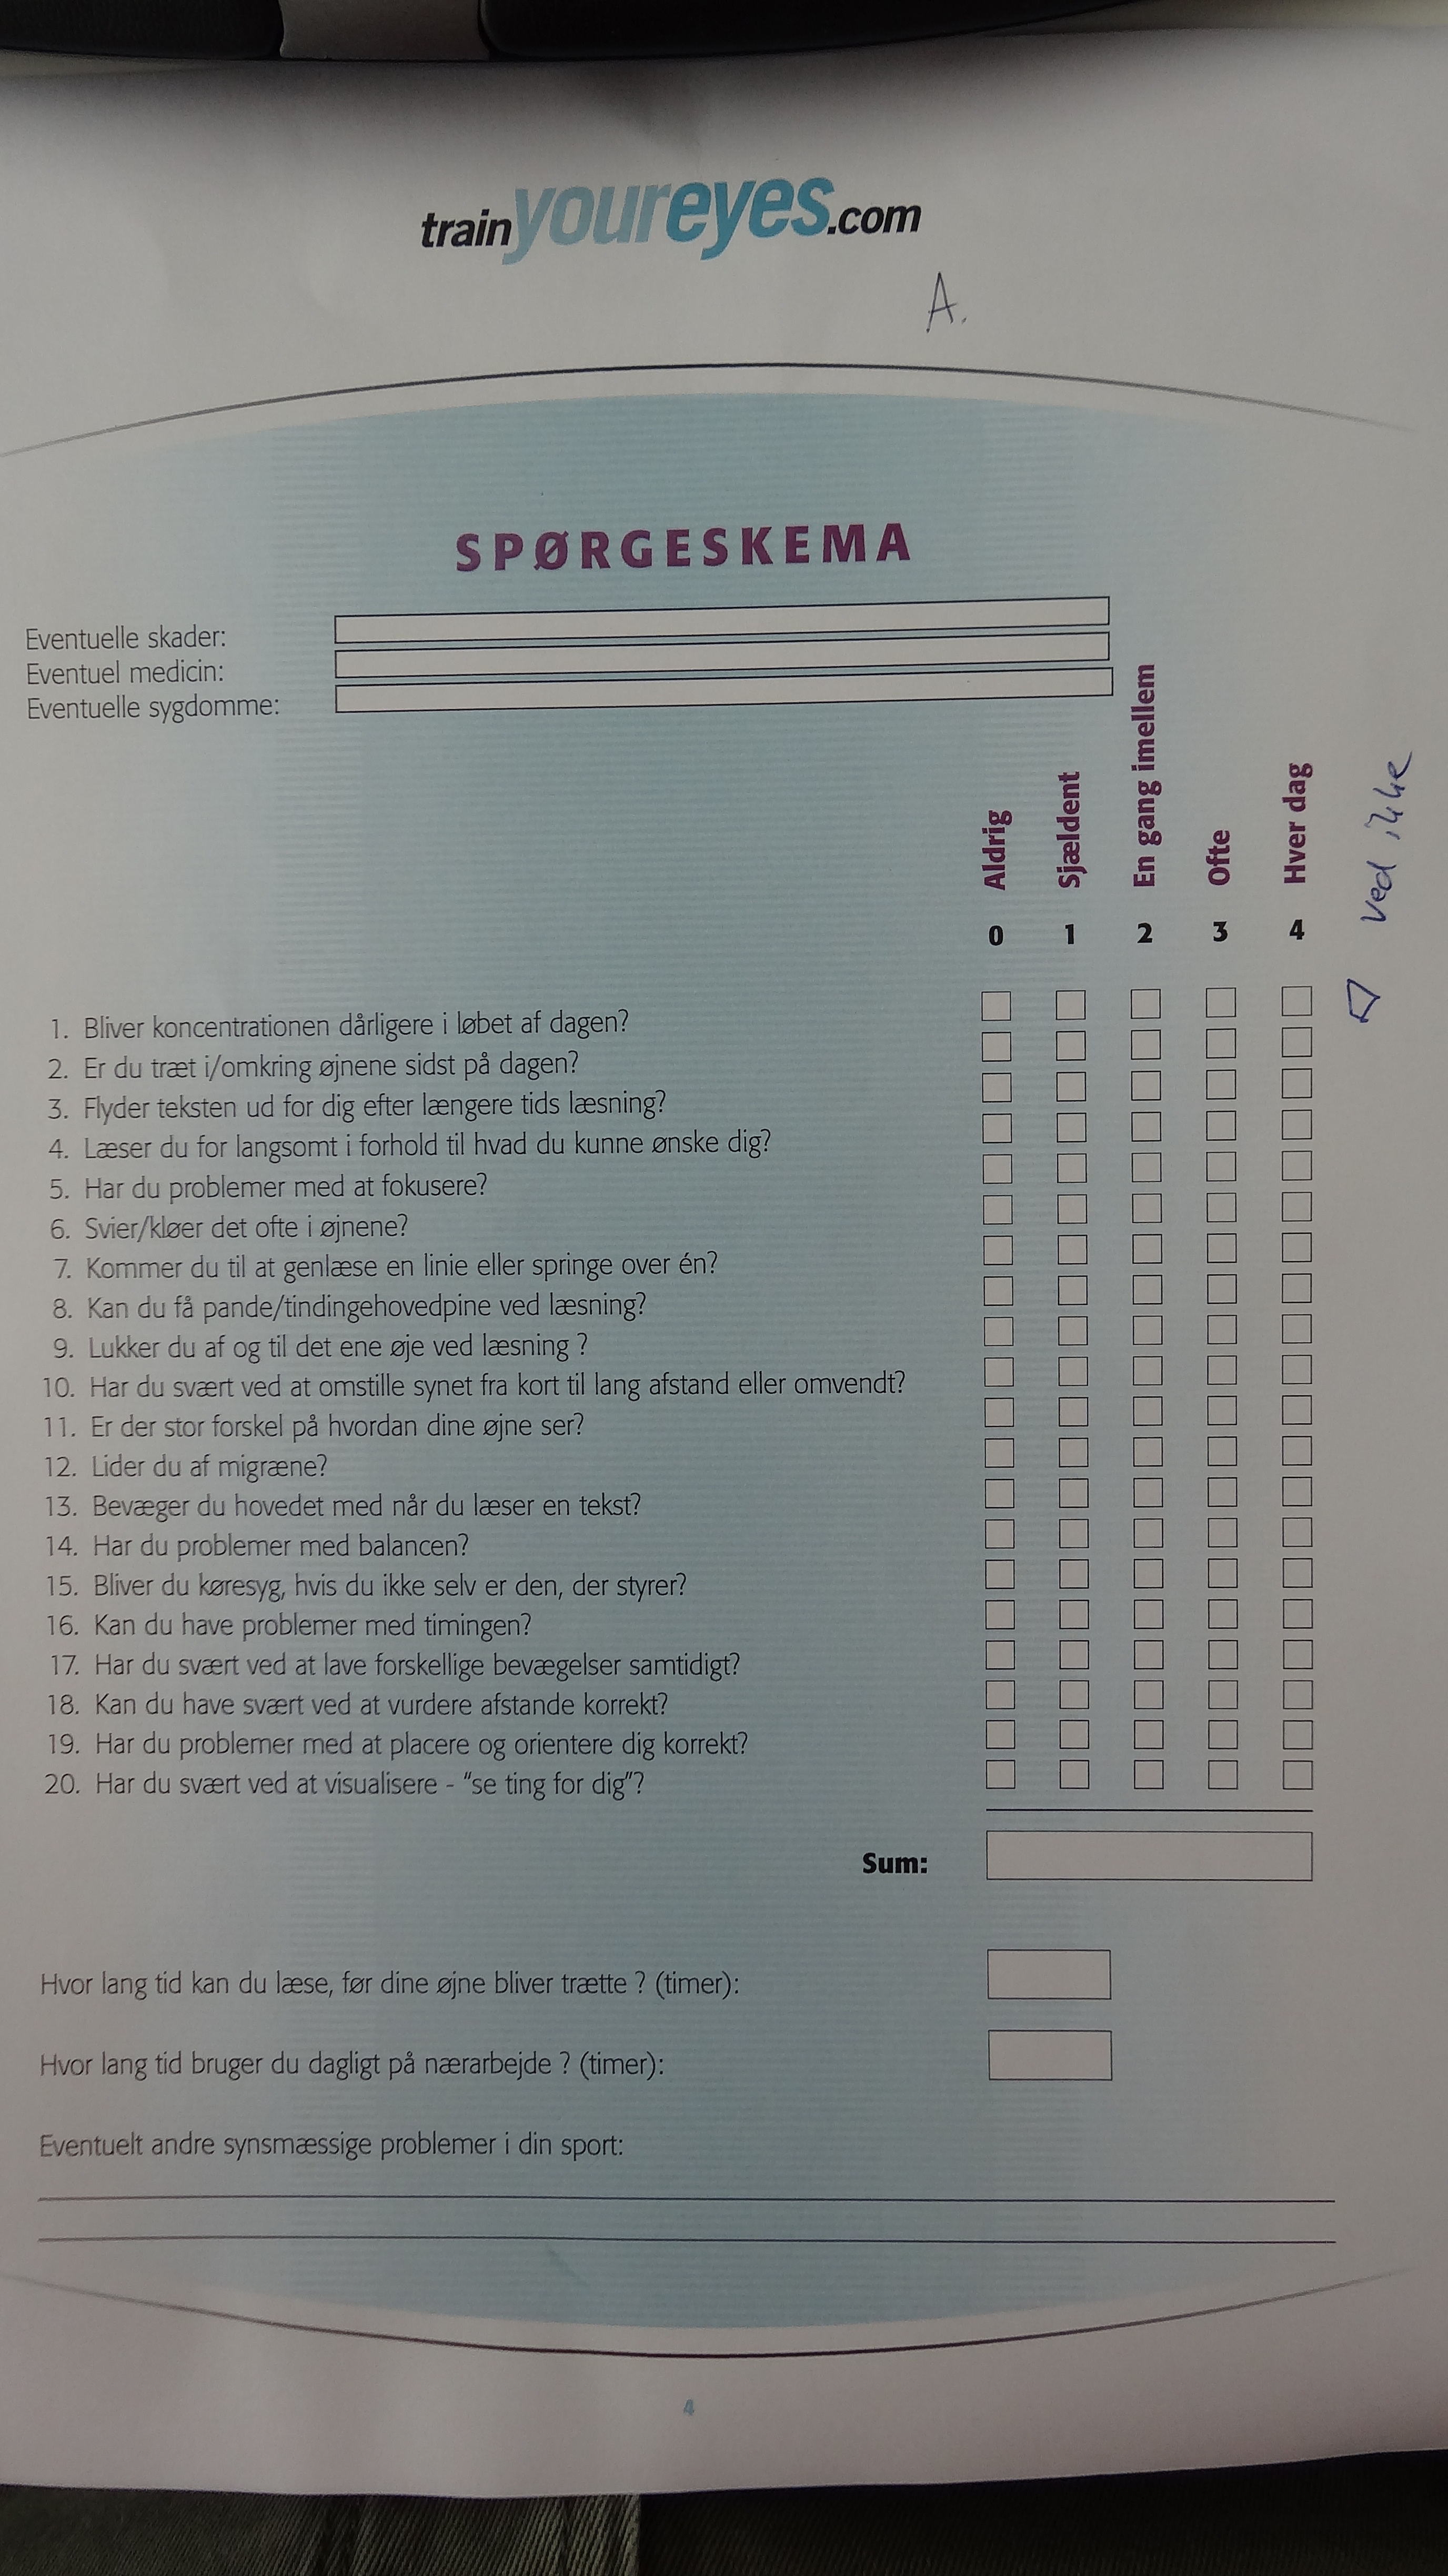 trainyoureyes.com
A.
SPØRGESKEMA
Eventuelle skader:
Eventuel medicin:
Eventuelle sygdomme:
Aldrig Sjældent En gang imellem Ofte Hver dag ved ikke
0 1 2 3 4
1. Bliver koncentrationen dårligere i løbet af dagen?
2. Er du træt i/omkring øjnene sidst på dagen?
3. Flyder teksten ud for dig efter længere tids læsning?
4. Læser du for langsomt i forhold til hvad du kunne ønske dig?
5. Har du problemer med at fokusere?
6. Svier/kløer det ofte i øjnene?
7. Kommer du til at genlæse en linie eller springe over én?
8. Kan du få pande/tindingehovedpine ved læsning?
9. Lukker du af og til det ene øje ved læsning ?
10. Har du svært ved at omstille synet fra kort til lang afstand eller omvendt?
11. Er der stor forskel på hvordan dine øjne ser?
12. Lider du af migræne?
13. Bevæger du hovedet med når du læser en tekst?
14. Har du problemer med balancen?
15. Bliver du køresyg, hvis du ikke selv er den, der styrer?
16. Kan du have problemer med timingen?
17. Har du svært ved at lave forskellige bevægelser samtidigt?
18. Kan du have svært ved at vurdere afstande korrekt?
19. Har du problemer med at placere og orientere dig korrekt?
20. Har du svært ved at visualisere - "se ting for dig"?
Sum:
Hvor lang tid kan du læse, før dine øjne bliver trætte ? (timer):
Hvor lang tid bruger du dagligt på nærarbejde ? (timer):
Eventuelt andre synsmæssige problemer i din sport:
4